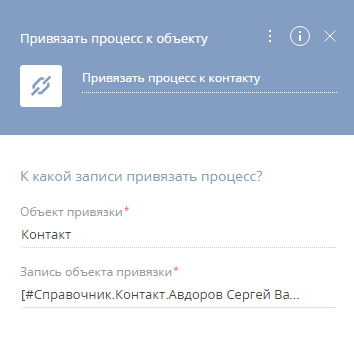 Привязать процесс к объекту
Привязать процесс к контакту
К какой записи привязать процесс?
Объект привязки*
Контакт
Запись объекта привязки*
[#Справочник.Контакт.Авдоров Сергей Ва...